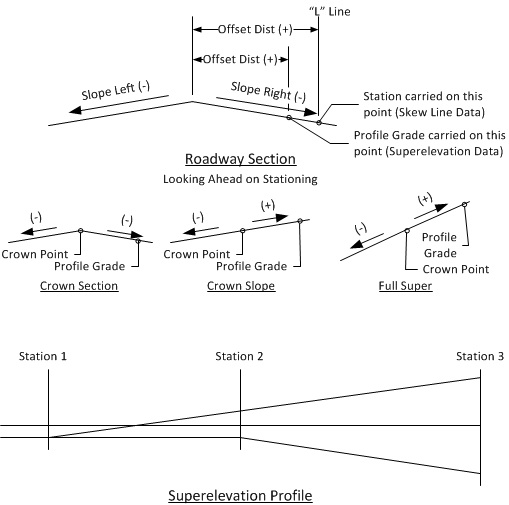 “L” Line
Offset Dist (+)
Offset Dist (+)
Slope Left (-)
Slope Right (-)
Station carried on this
point (Skew Line Data)
Profile Grade carried on this
point (Superelevation Data)
Roadway Section
Looking Ahead on Stationing
(-)
(-)
Crown Point
Profile Grade
Crown Section
(-)
(+)
Crown Point
Profile Grade
Crown Slope
(-)
(+)
Profile
Grade
Crown Point
Full Super
Station 1
Station 2
Station 3
Superelevation Profile